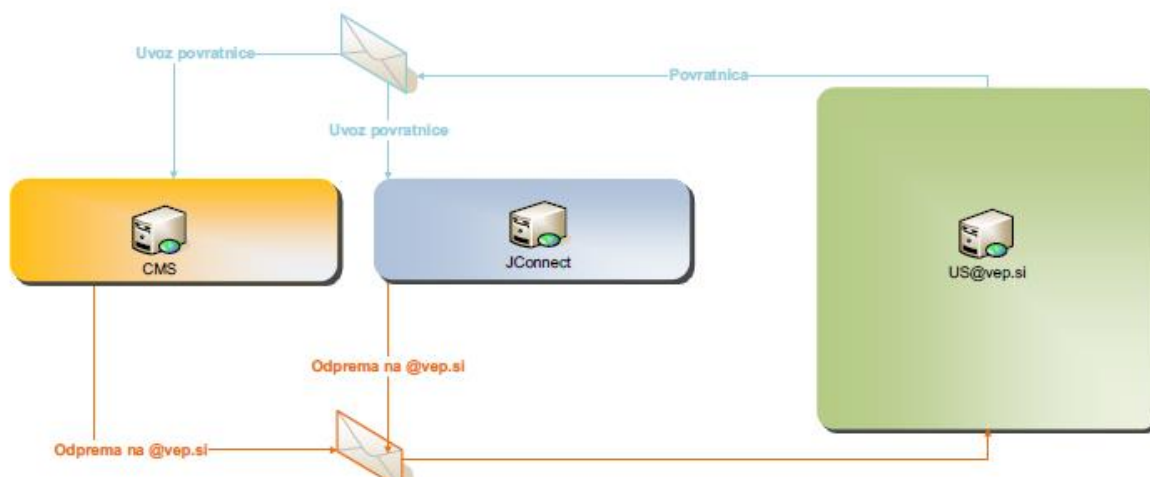 Uvoz povratnice
Povratnica
Uvoz povratnice
CMS
JConnect
US@vep.si
Odprema na @vep.si
Odprema na @vep.si